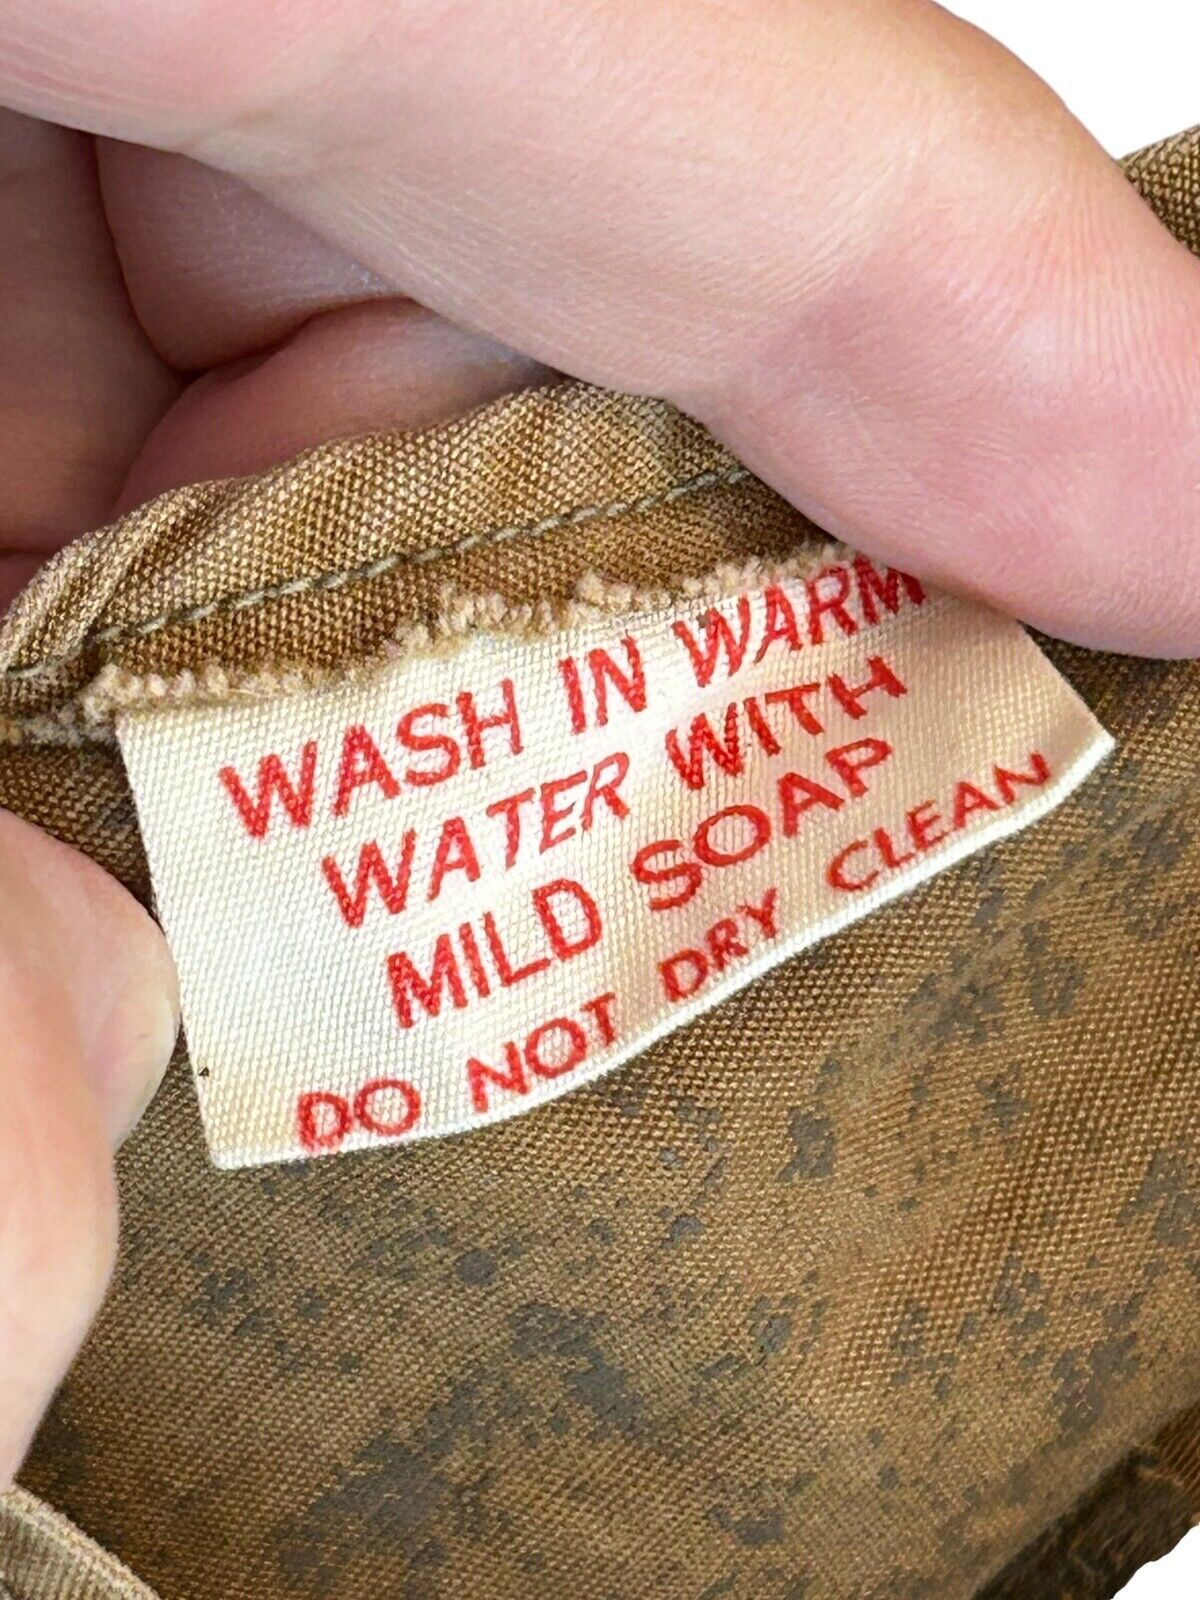 WASH IN WARM
WATER WITH
MILD SOAP
DO NOT DRY CLEAN